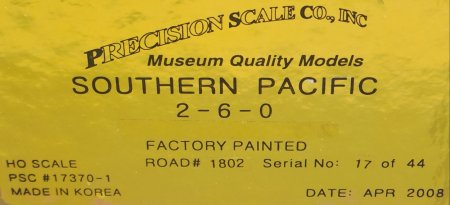 PRECISION SCALE CO., INC
Museum Quality Models
SOUTHERN PACIFIC
2-6-0
FACTORY PAINTED
HO SCALE ROAD# 1802 Serial No: 17 of 44
PSC #17370-1
MADE IN KOREA DATE: APR 2008